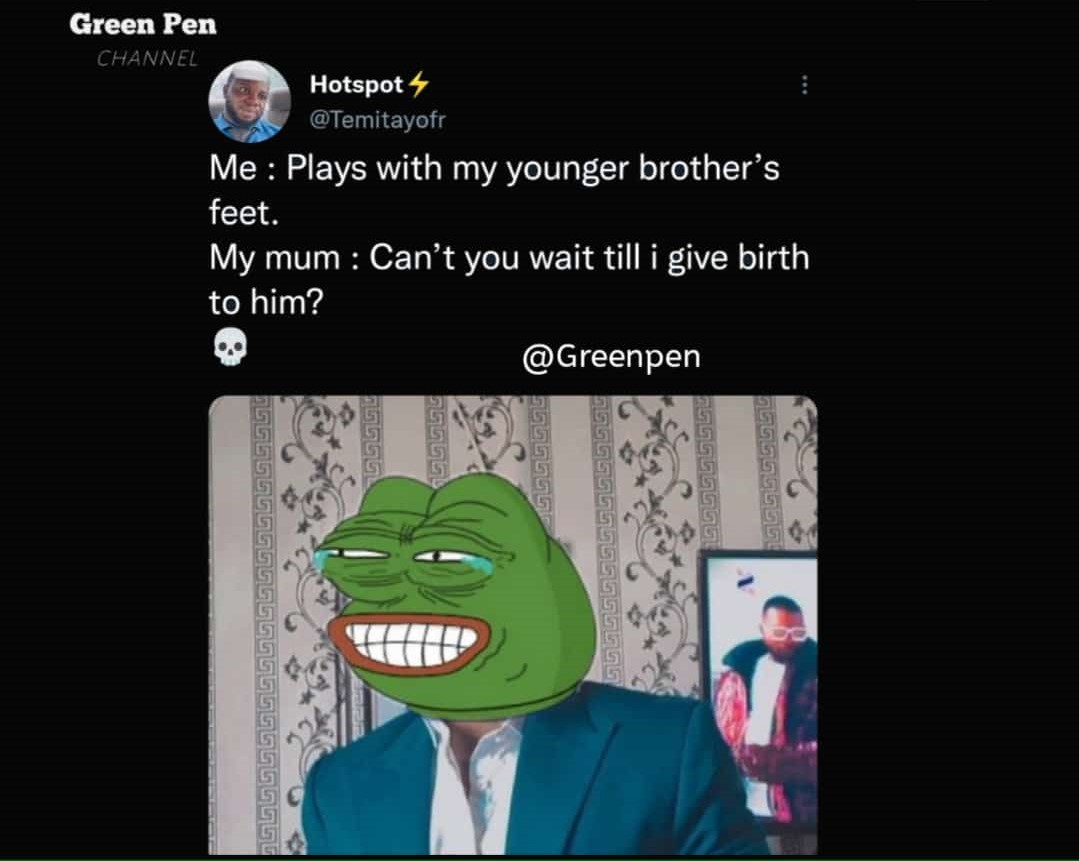 Green Pen
CHANNEL
Hotspot⚡
@Temitayofr
Me : Plays with my younger brother’s
feet.
My mum : Can’t you wait till i give birth
to him?
💀
@Greenpen